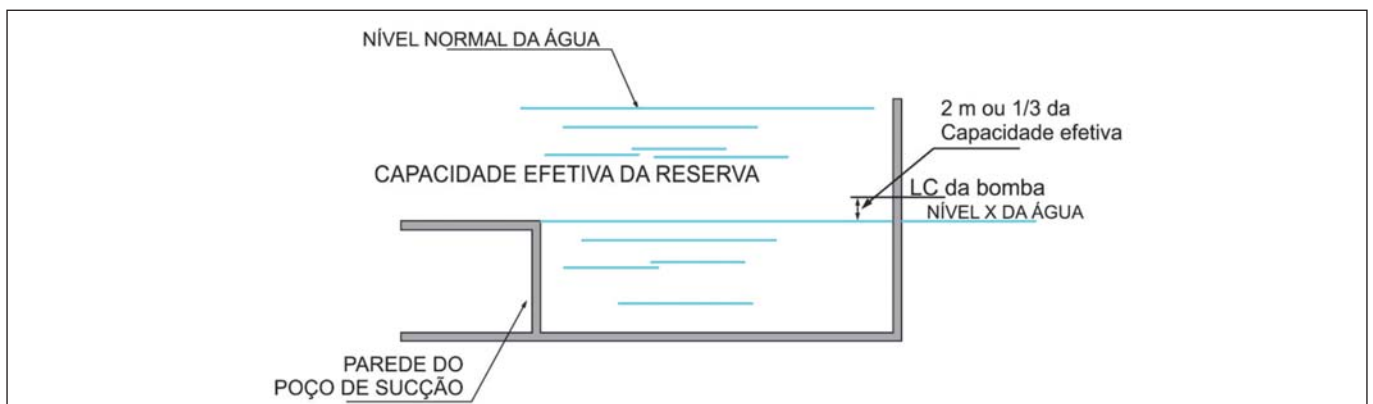 NÍVEL NORMAL DA ÁGUA
2 m ou 1/3 da
Capacidade efetiva
CAPACIDADE EFETIVA DA RESERVA
LC da bomba
NÍVEL X DA ÁGUA
PAREDE DO
POÇO DE SUCÇÃO